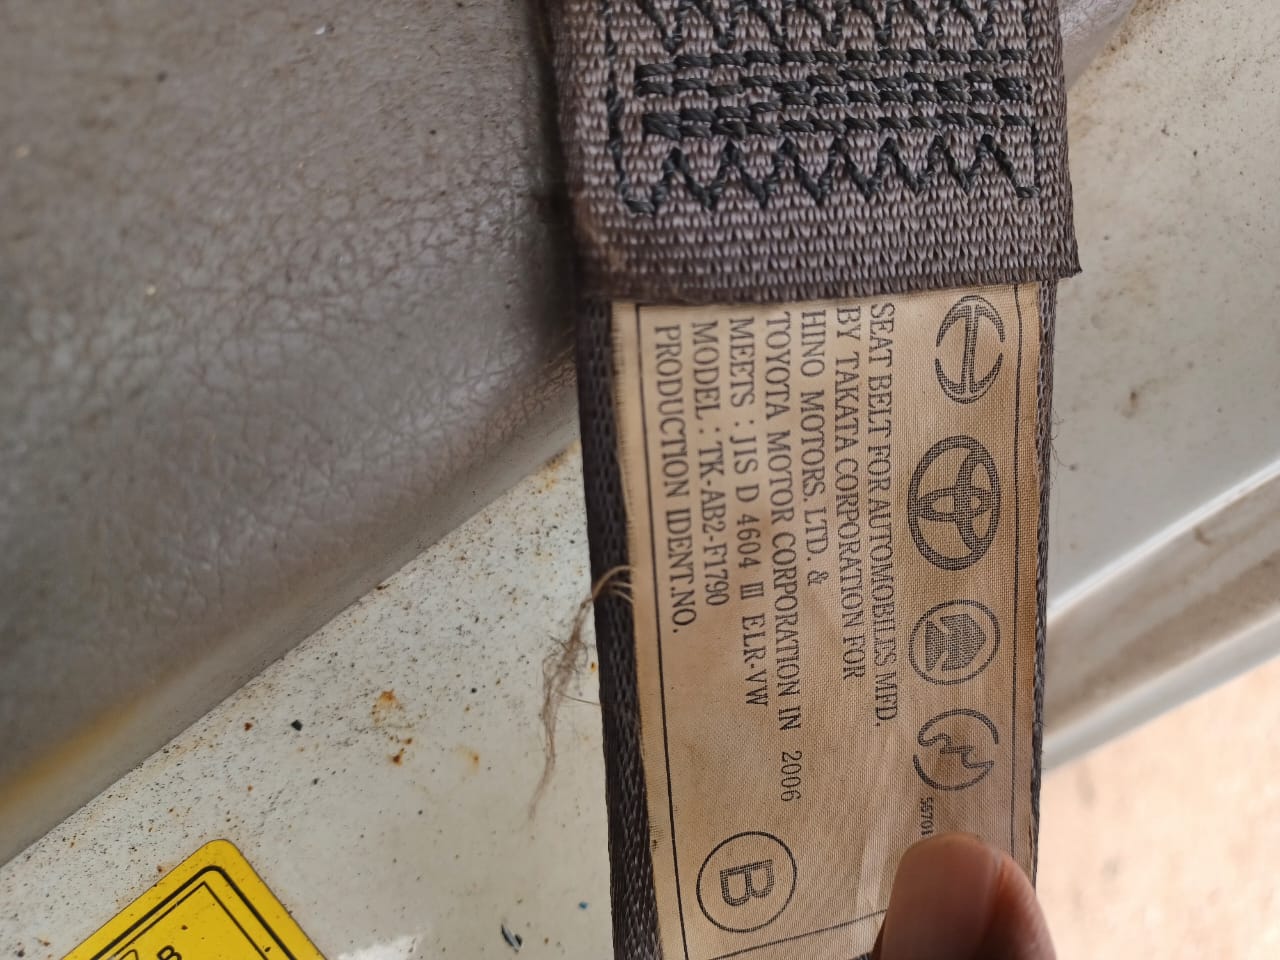 55701
SEAT BELT FOR AUTOMOBILES MFD.
BY TAKATA CORPORATION FOR
HINO MOTORS. LTD. &
TOYOTA MOTOR CORPORATION IN 2006
MEETS : JIS D 4604 Ⅲ ELR-VW
MODEL : TK-AB2-F1790
PRODUCTION IDENT.NO.
B
B